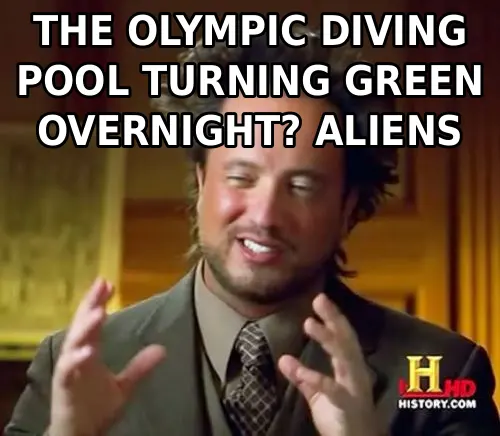 THE OLYMPIC DIVING
POOL TURNING GREEN
OVERNIGHT? ALIENS
H HD
HISTORY.COM